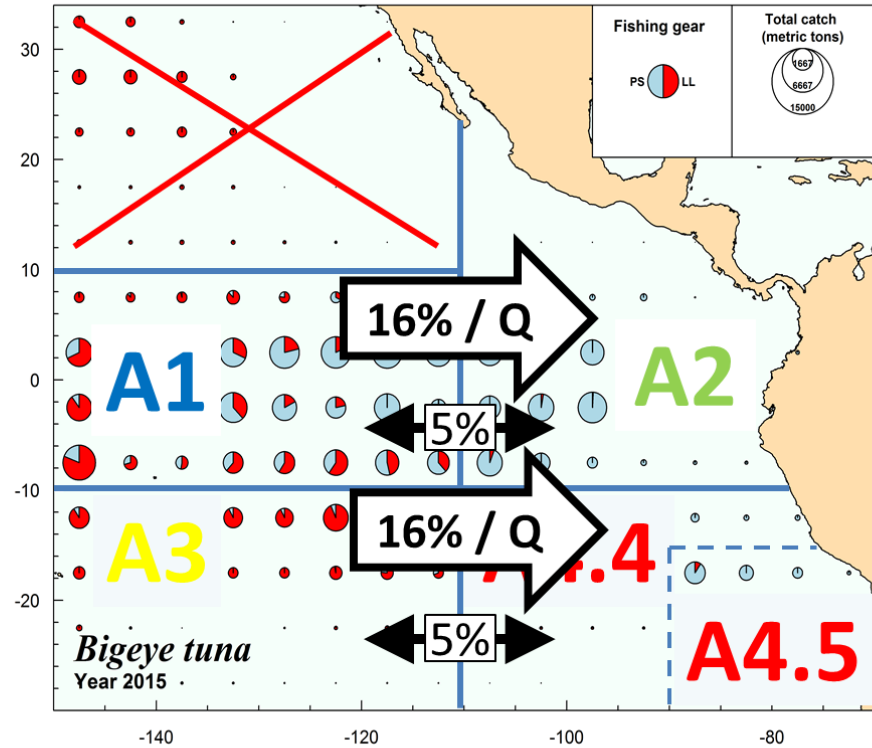 Fishing gear
PS LL
Total catch
(metric tons)
1667
6667
15000
30
20
10
0
-10
-20
16% / Q
A1
A2
5%
16% / Q
A3
A4.4
5%
A4.5
Bigeye tuna
Year 2015
-140 -120 -100 -80